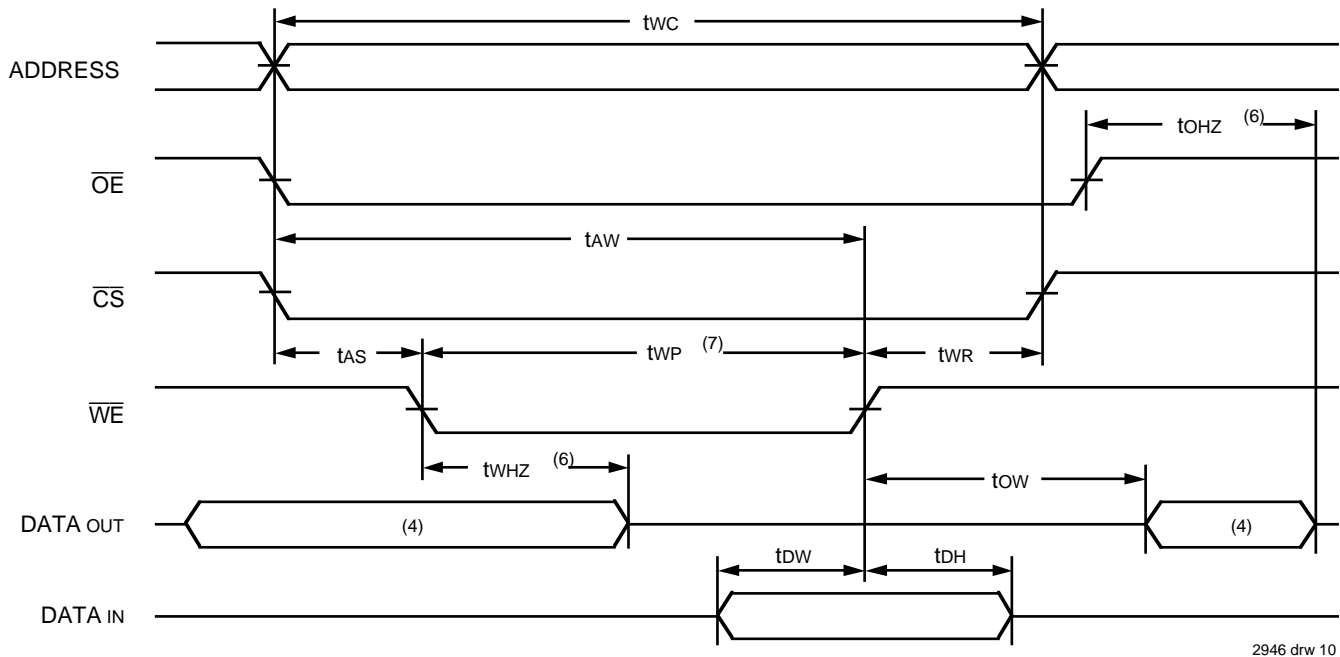 tWC
ADDRESS
tOHZ (6)
OE
tAW
CS
tAS
tWP (7)
tWR
WE
tWHZ (6)
tOW
DATA OUT
(4)
(4)
tDW
tDH
DATA IN
2946 drw 10